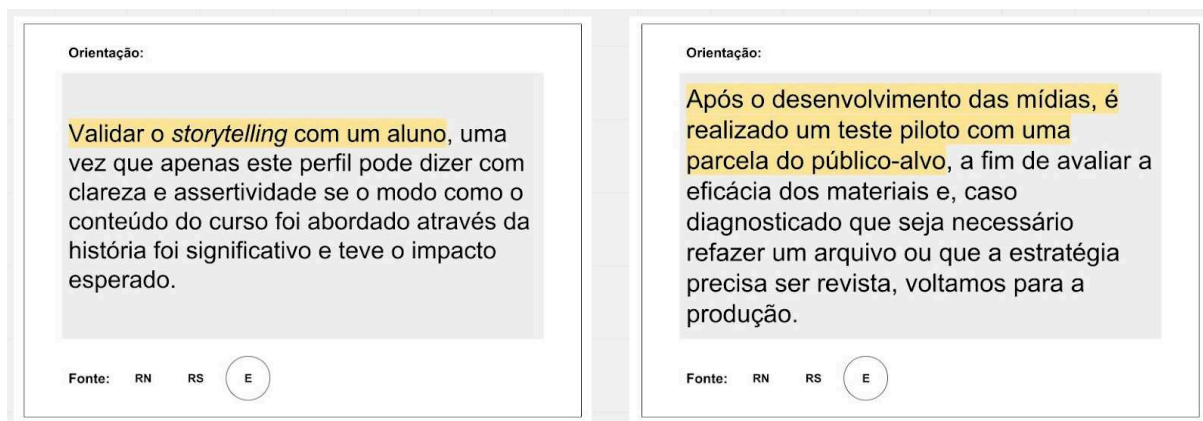 Orientação:
Validar o storytelling com um aluno, uma
vez que apenas este perfil pode dizer com
clareza e assertividade se o modo como o
conteúdo do curso foi abordado através da
história foi significativo e teve o impacto
esperado.
Fonte: RN RS E
Orientação:
Após o desenvolvimento das mídias, é
realizado um teste piloto com uma
parcela do público-alvo, a fim de avaliar a
eficácia dos materiais e, caso
diagnosticado que seja necessário
refazer um arquivo ou que a estratégia
precisa ser revista, voltamos para a
produção.
Fonte: RN RS E